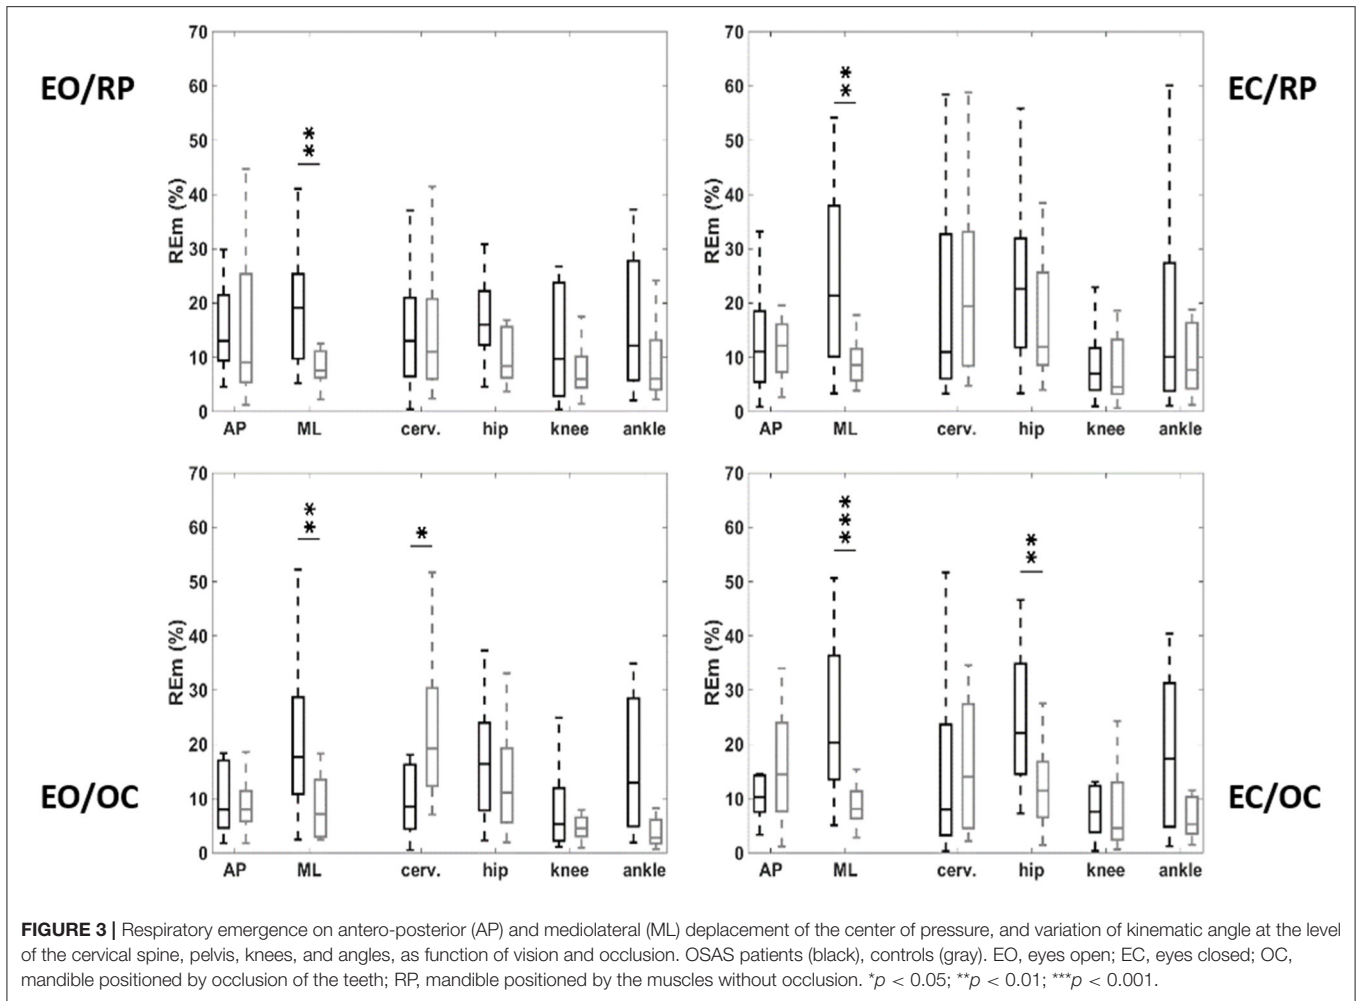 EO/RP
70
60
50
40
30
20
10
0
REm (%)
**
AP ML cerv. hip knee ankle
EC/RP
70
60
50
40
30
20
10
0
REm (%)
**
AP ML cerv. hip knee ankle
EO/OC
70
60
50
40
30
20
10
0
REm (%)
** *
AP ML cerv. hip knee ankle
EC/OC
70
60
50
40
30
20
10
0
REm (%)
*** **
AP ML cerv. hip knee ankle
FIGURE 3 | Respiratory emergence on antero-posterior (AP) and mediolateral (ML) deplacement of the center of pressure, and variation of kinematic angle at the level
of the cervical spine, pelvis, knees, and angles, as function of vision and occlusion. OSAS patients (black), controls (gray). EO, eyes open; EC, eyes closed; OC,
mandible positioned by occlusion of the teeth; RP, mandible positioned by the muscles without occlusion. *p < 0.05; **p < 0.01; ***p < 0.001.